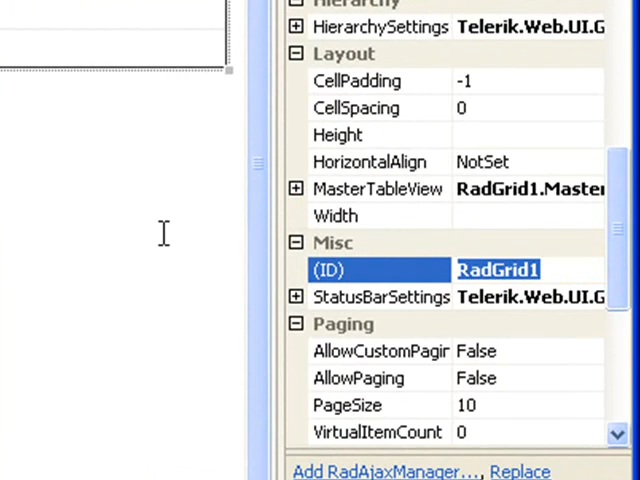 Hierarchy
HierarchySettings Telerik.Web.UI.G
Layout
CellPadding -1
CellSpacing 0
Height
HorizontalAlign NotSet
MasterTableView RadGrid1.Master
Width
Misc
(ID) RadGrid1
StatusBarSettings Telerik.Web.UI.G
Paging
AllowCustomPagir False
AllowPaging False
PageSize 10
VirtualItemCount 0
Add RadAjaxManager..., Replace